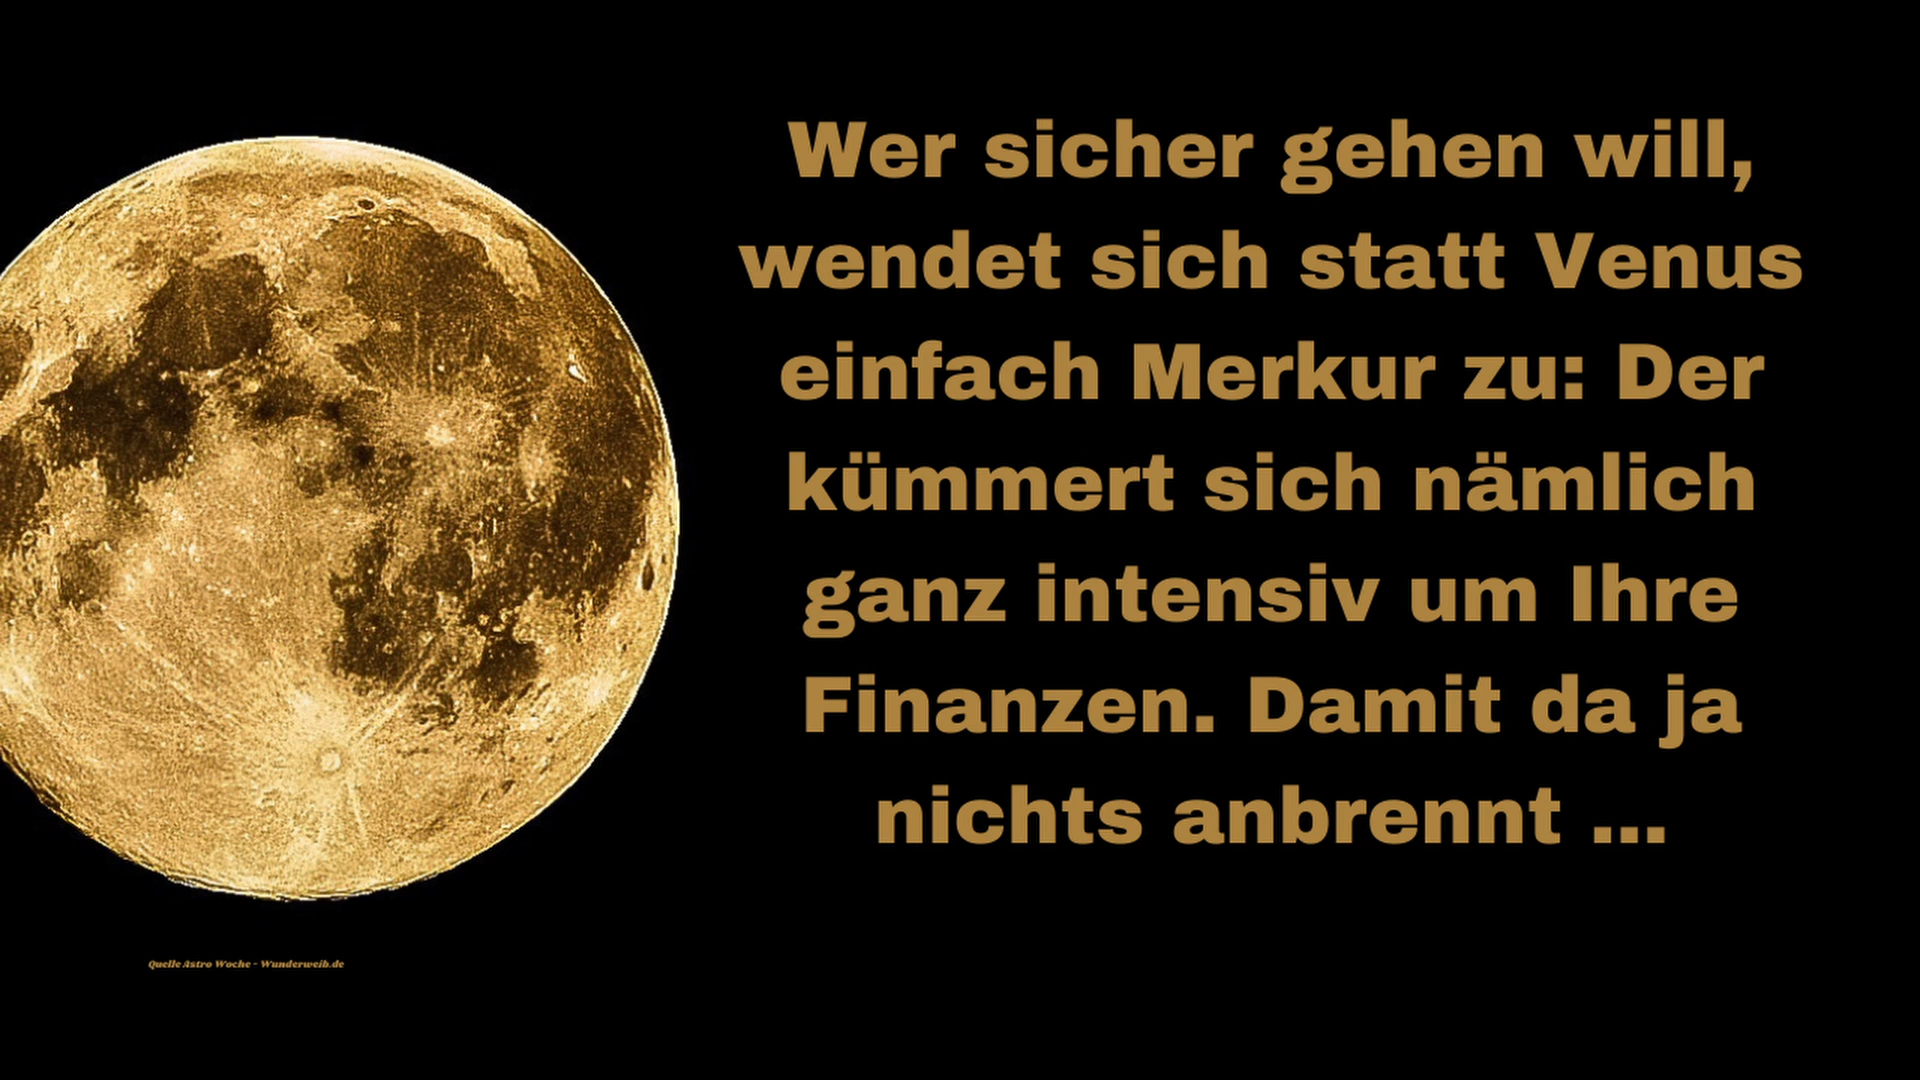 Wer sicher gehen will,
wendet sich statt Venus
einfach Merkur zu: Der
kümmert sich nämlich
ganz intensiv um Ihre
Finanzen. Damit da ja
nichts anbrennt ...
Quelle Astro Woche - Wunderweib.de